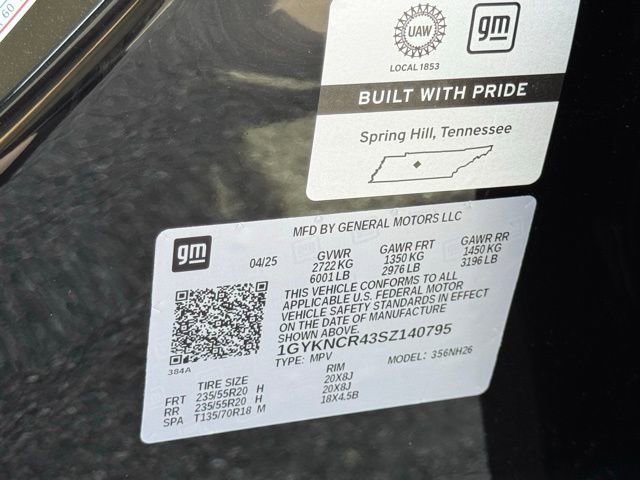 60
UAW
gm
LOCAL 1853
BUILT WITH PRIDE
Spring Hill, Tennessee
MFD BY GENERAL MOTORS LLC
gm
04/25
GVWR
2722 KG
6001 LB
GAWR FRT
1350 KG
2976 LB
GAWR RR
1450 KG
3196 LB
THIS VEHICLE CONFORMS TO ALL
APPLICABLE U.S. FEDERAL MOTOR
VEHICLE SAFETY STANDARDS IN EFFECT
ON THE DATE OF MANUFACTURE
SHOWN ABOVE.
1GYKNCR43SZ140795
TYPE: MPV
MODEL: 356NH26
384A
TIRE SIZE RIM
FRT 235/55R20 H 20X8J
RR 235/55R20 H 20X8J
SPA T135/70R18 M 18X4.5B